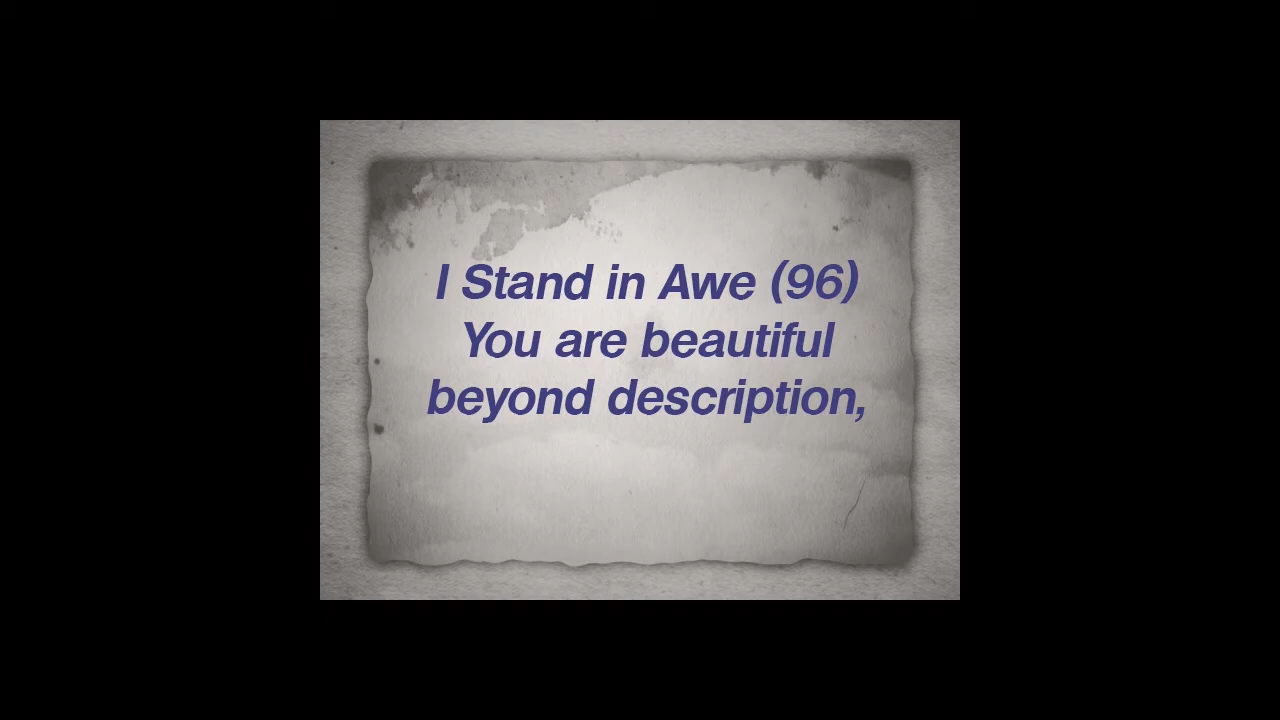 I Stand in Awe (96)
You are beautiful
beyond description,